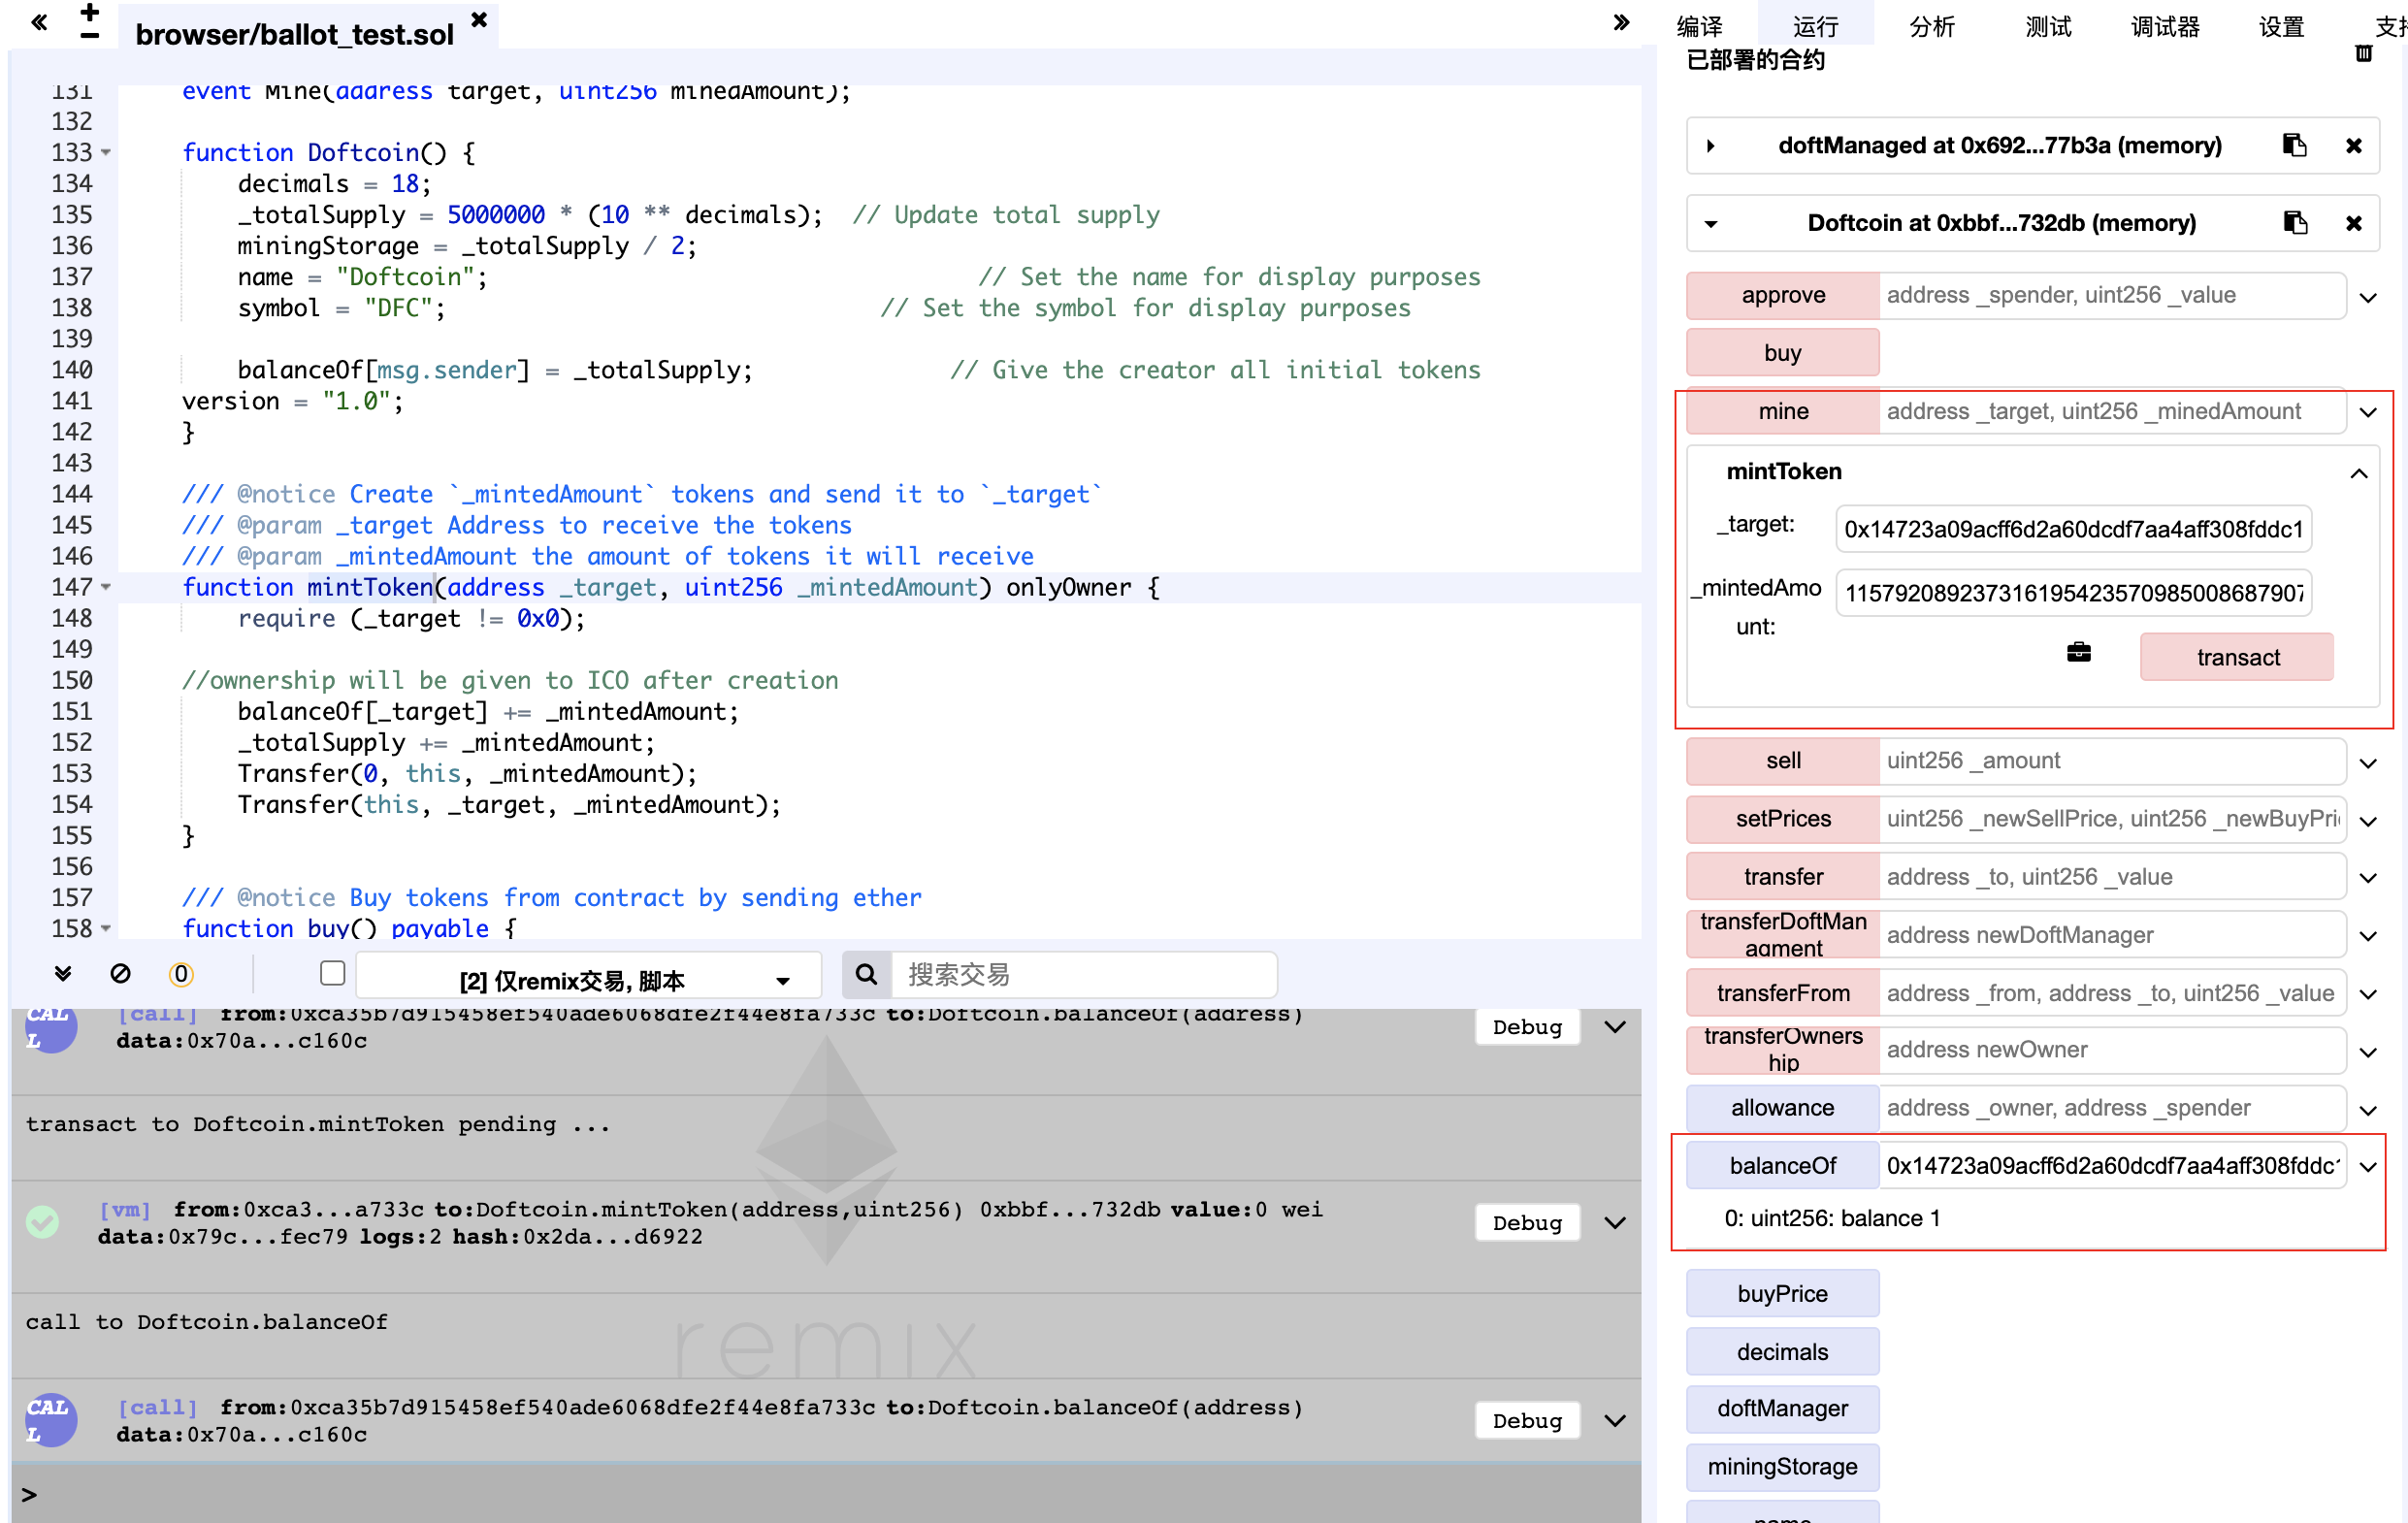 browser/ballot_test.sol
编译 运行 分析 测试 调试器 设置
131 event Mine(address target, uint256 minedAmount);
132
133 function Doftcoin() {
134 decimals = 18;
135 _totalSupply = 5000000 * (10 ** decimals); // Update total supply
136 miningStorage = _totalSupply / 2;
137 name = "Doftcoin"; // Set the name for display purposes
138 symbol = "DFC"; // Set the symbol for display purposes
139
140 balanceOf[msg.sender] = _totalSupply; // Give the creator all initial tokens
141 version = "1.0";
142 }
143
144 /// @notice Create `_mintedAmount` tokens and send it to `_target`
145 /// @param _target Address to receive the tokens
146 /// @param _mintedAmount the amount of tokens it will receive
147 function mintToken(address _target, uint256 _mintedAmount) onlyOwner {
148 require (_target != 0x0);
149
150 //ownership will be given to ICO after creation
151 balanceOf[_target] += _mintedAmount;
152 _totalSupply += _mintedAmount;
153 Transfer(0, this, _mintedAmount);
154 Transfer(this, _target, _mintedAmount);
155 }
156
157 /// @notice Buy tokens from contract by sending ether
158 function buy() payable {
0 [2] 仅remix交易, 脚本 搜索交易
CALL [call] from:0xca35b7d915458ef540ade6068dfe2f44e8fa733c to:Doftcoin.balanceOf(address)
data:0x70a...c160c Debug
transact to Doftcoin.mintToken pending ...
[vm] from:0xca3...a733c to:Doftcoin.mintToken(address,uint256) 0xbbf...732db value:0 wei
data:0x79c...fec79 logs:2 hash:0x2da...d6922 Debug
call to Doftcoin.balanceOf
remix
CALL [call] from:0xca35b7d915458ef540ade6068dfe2f44e8fa733c to:Doftcoin.balanceOf(address)
data:0x70a...c160c Debug
>
已部署的合约
doftManaged at 0x692...77b3a (memory)
Doftcoin at 0xbbf...732db (memory)
approve address _spender, uint256 _value
buy
mine address _target, uint256 _minedAmount
mintToken
_target: 0x14723a09acff6d2a60dcdf7aa4aff308fddc1
_mintedAmo
unt: 115792089237316195423570985008687907
transact
sell uint256 _amount
setPrices uint256 _newSellPrice, uint256 _newBuyPri
transfer address _to, uint256 _value
transferDoftMan
agment address newDoftManager
transferFrom address _from, address _to, uint256 _value
transferOwners
hip address newOwner
allowance address _owner, address _spender
balanceOf 0x14723a09acff6d2a60dcdf7aa4aff308fddc1
0: uint256: balance 1
buyPrice
decimals
doftManager
miningStorage
name